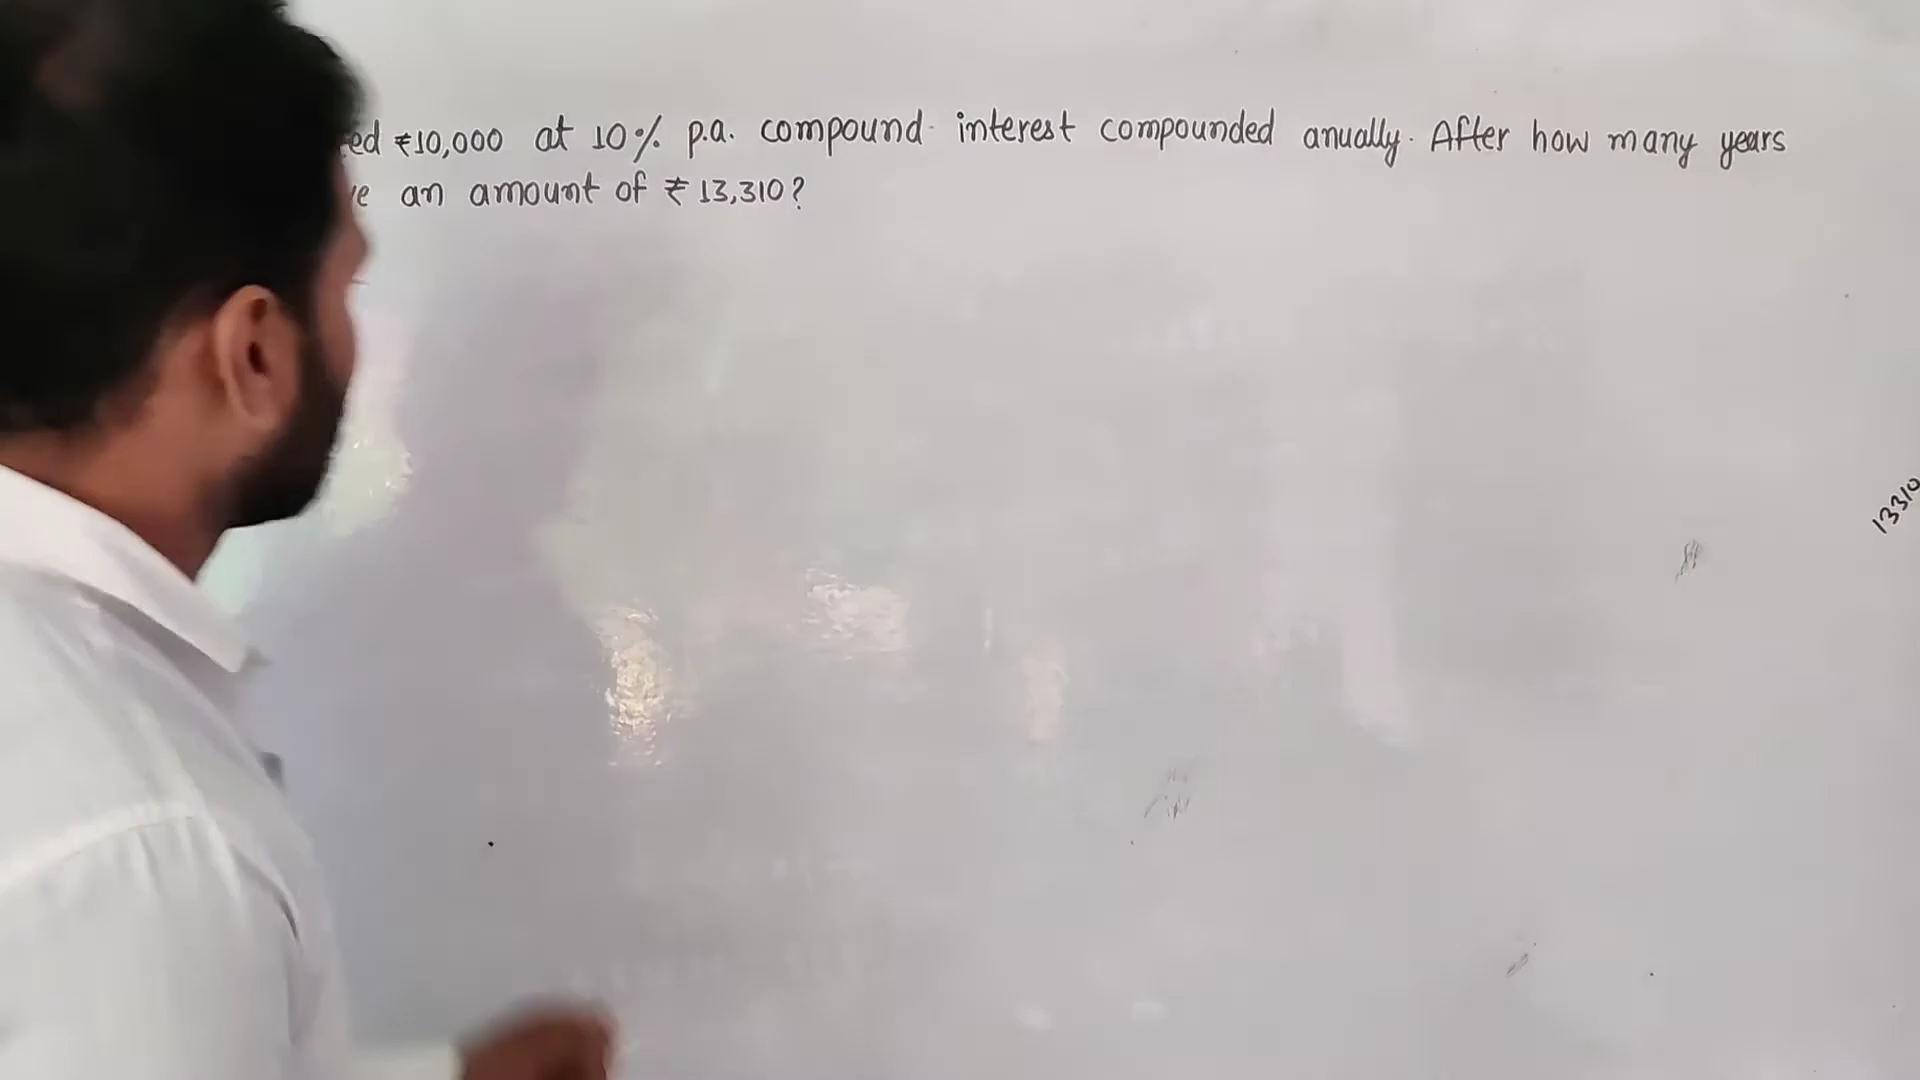 ed ₹10,000 at 10% p.a. compound interest compounded anually. After how many years
e an amount of ₹13,310?
13310